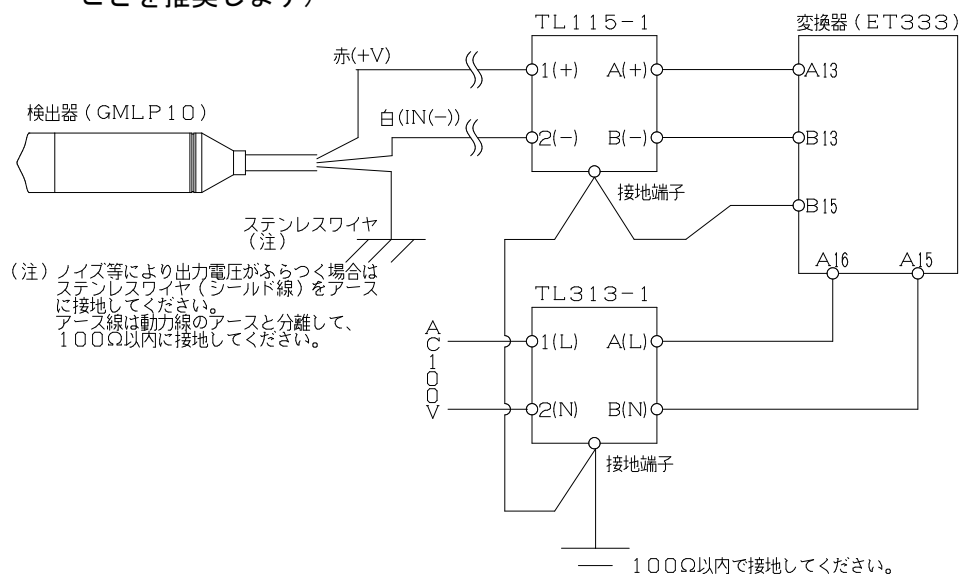 ことを推奨します）
TL115-1
変換器（ET333）
赤(+V)
1(+)
A(+)
A13
検出器（GMLP10）
白(IN(-))
2(-)
B(-)
B13
接地端子
B15
ステンレスワイヤ
（注）
A16
A15
（注）ノイズ等により出力電圧がふらつく場合は
ステンレスワイヤ（シールド線）をアース
に接地してください。
アース線は動力線のアースと分離して、
100Ω以内に接地してください。
TL313-1
AC100V
1(L)
A(L)
2(N)
B(N)
接地端子
100Ω以内で接地してください。